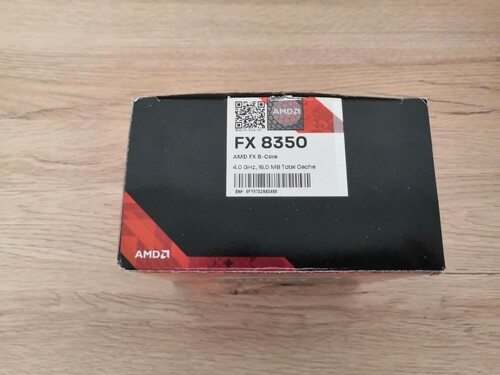 AMD
FX 8350
AMD FX 8-Core
4.0 GHz, 16.0 MB Total Cache
AMD